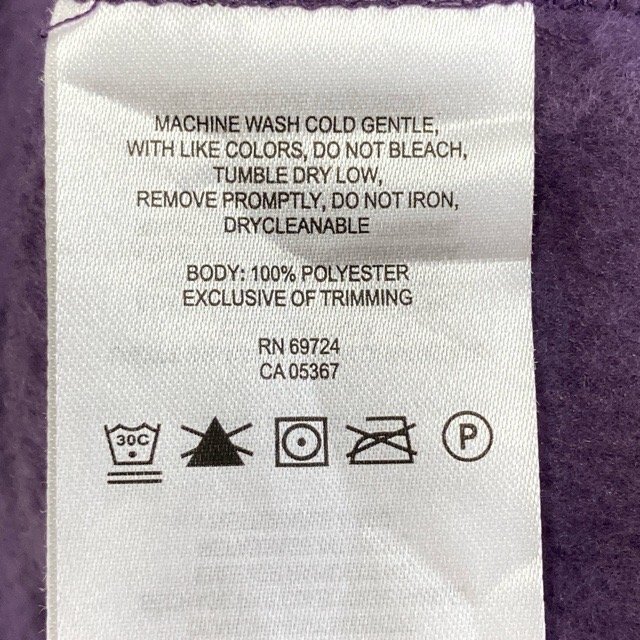 MACHINE WASH COLD GENTLE,
WITH LIKE COLORS, DO NOT BLEACH,
TUMBLE DRY LOW,
REMOVE PROMPTLY, DO NOT IRON,
DRYCLEANABLE
BODY: 100% POLYESTER
EXCLUSIVE OF TRIMMING
RN 69724
CA 05367
30C P